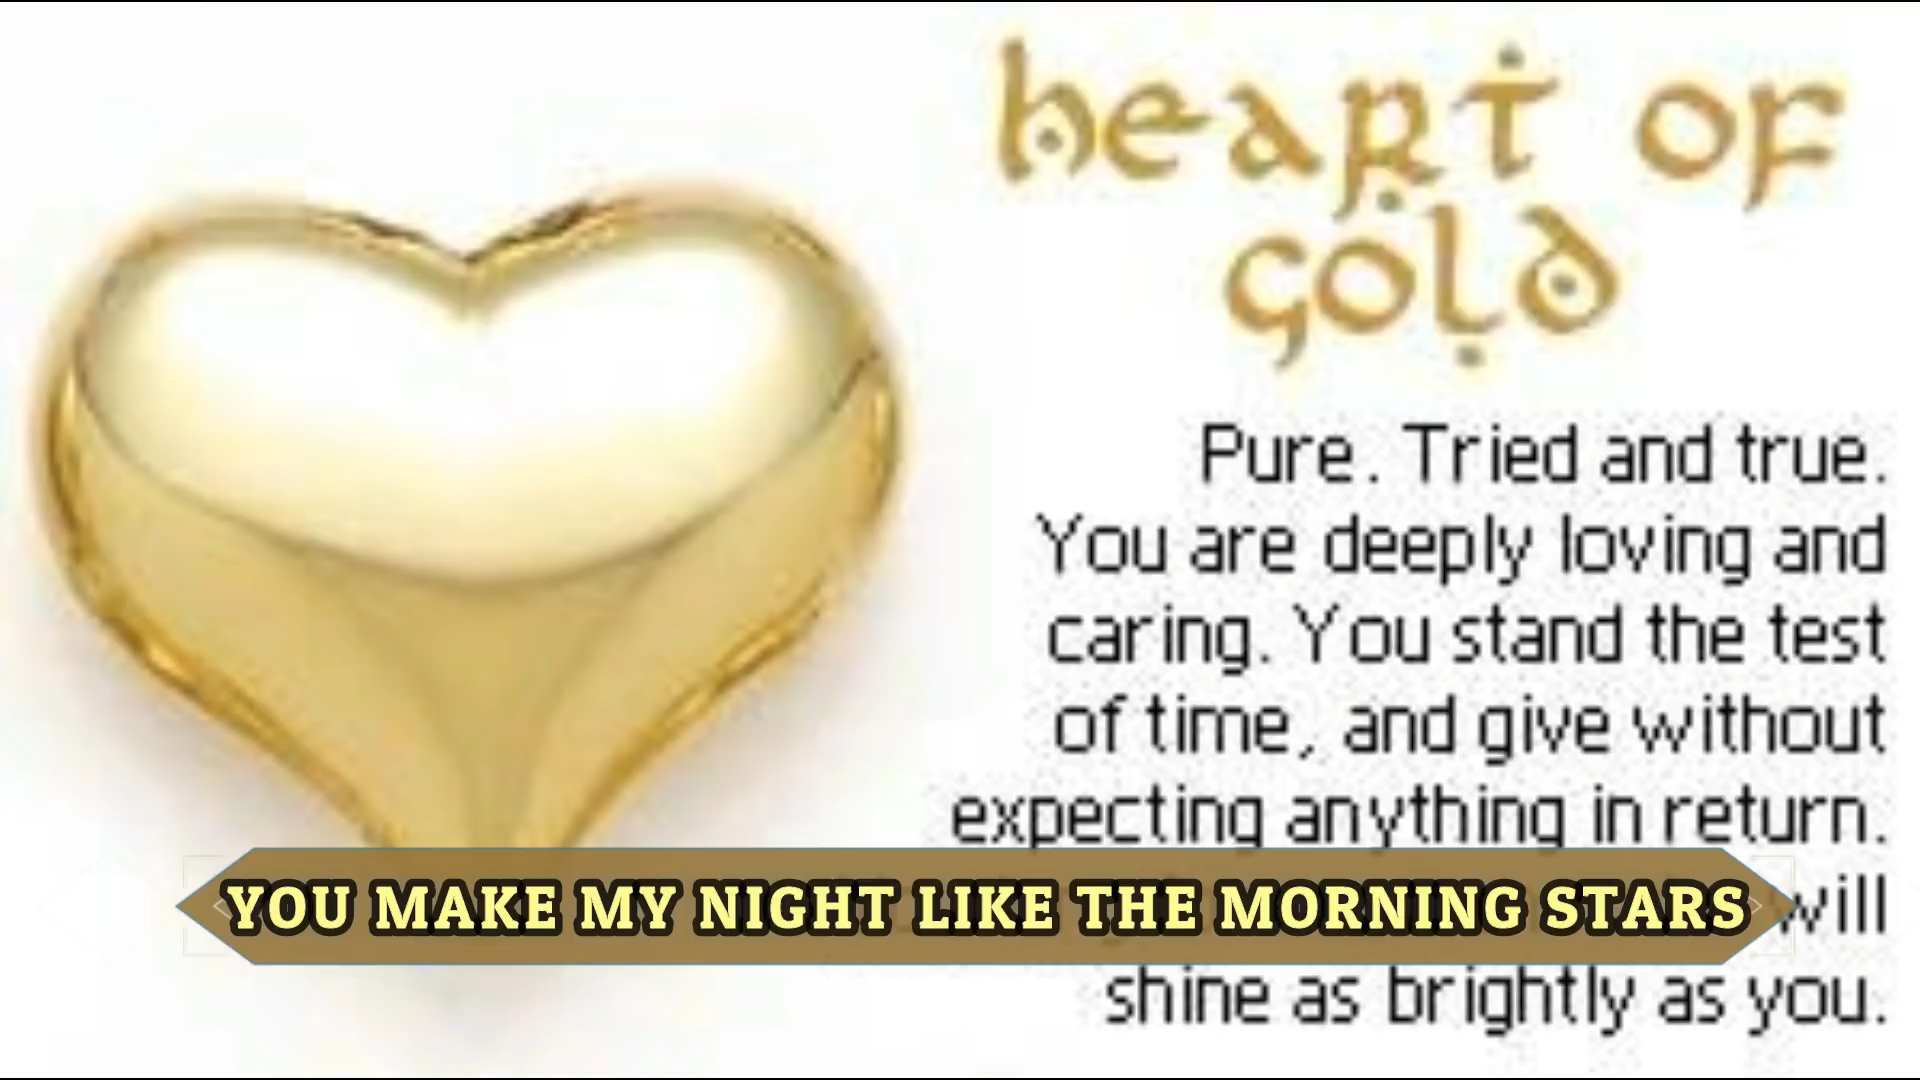 heart of
gold
Pure. Tried and true.
You are deeply loving and
caring. You stand the test
of time, and give without
expecting anything in return.
will
YOU MAKE MY NIGHT LIKE THE MORNING STARS
shine as brightly as you.